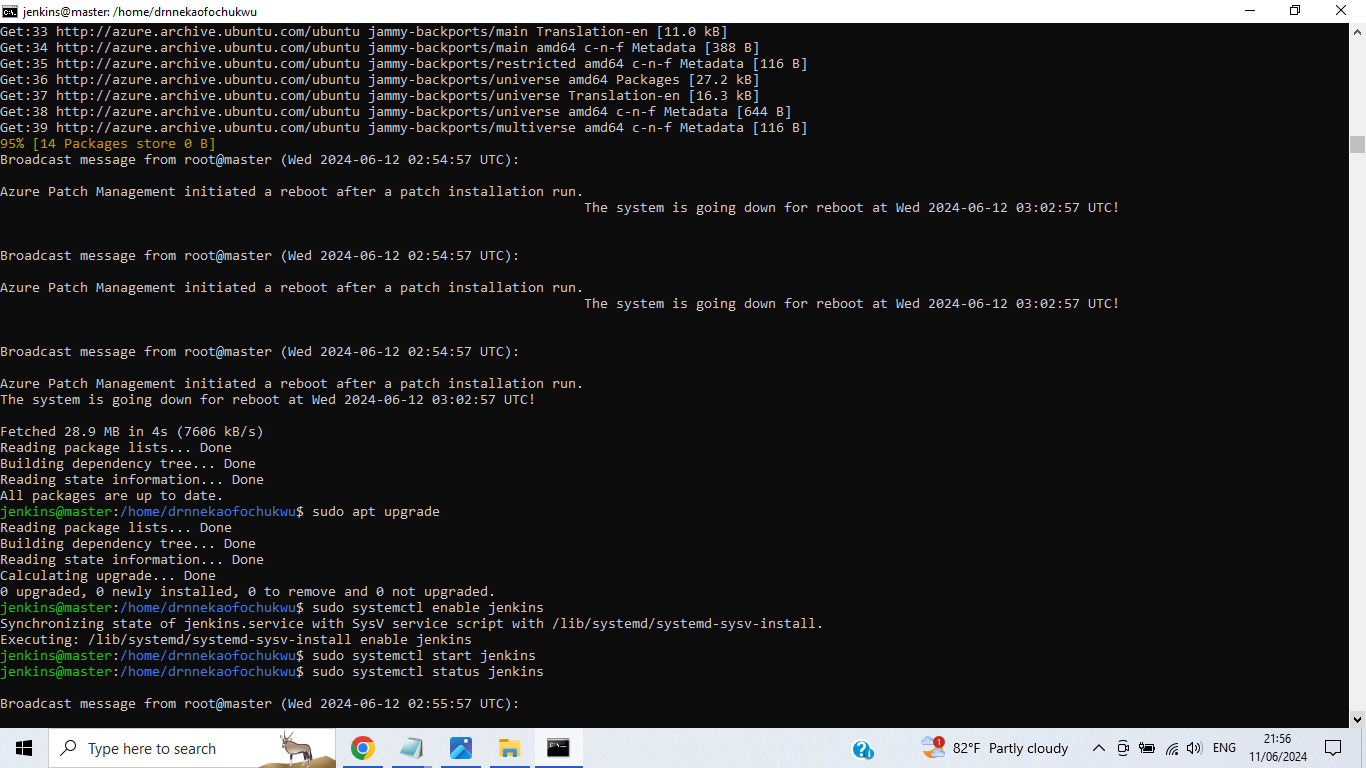 jenkins@master: /home/drnnekaofochukwu
Get:33 http://azure.archive.ubuntu.com/ubuntu jammy-backports/main Translation-en [11.0 kB]
Get:34 http://azure.archive.ubuntu.com/ubuntu jammy-backports/main amd64 c-n-f Metadata [388 B]
Get:35 http://azure.archive.ubuntu.com/ubuntu jammy-backports/restricted amd64 c-n-f Metadata [116 B]
Get:36 http://azure.archive.ubuntu.com/ubuntu jammy-backports/universe amd64 Packages [27.2 kB]
Get:37 http://azure.archive.ubuntu.com/ubuntu jammy-backports/universe Translation-en [16.3 kB]
Get:38 http://azure.archive.ubuntu.com/ubuntu jammy-backports/universe amd64 c-n-f Metadata [644 B]
Get:39 http://azure.archive.ubuntu.com/ubuntu jammy-backports/multiverse amd64 c-n-f Metadata [116 B]
95% [14 Packages store 0 B]
Broadcast message from root@master (Wed 2024-06-12 02:54:57 UTC):
Azure Patch Management initiated a reboot after a patch installation run.
The system is going down for reboot at Wed 2024-06-12 03:02:57 UTC!
Broadcast message from root@master (Wed 2024-06-12 02:54:57 UTC):
Azure Patch Management initiated a reboot after a patch installation run.
The system is going down for reboot at Wed 2024-06-12 03:02:57 UTC!
Broadcast message from root@master (Wed 2024-06-12 02:54:57 UTC):
Azure Patch Management initiated a reboot after a patch installation run.
The system is going down for reboot at Wed 2024-06-12 03:02:57 UTC!
Fetched 28.9 MB in 4s (7606 kB/s)
Reading package lists... Done
Building dependency tree... Done
Reading state information... Done
All packages are up to date.
jenkins@master:/home/drnnekaofochukwu$ sudo apt upgrade
Reading package lists... Done
Building dependency tree... Done
Reading state information... Done
Calculating upgrade... Done
0 upgraded, 0 newly installed, 0 to remove and 0 not upgraded.
jenkins@master:/home/drnnekaofochukwu$ sudo systemctl enable jenkins
Synchronizing state of jenkins.service with SysV service script with /lib/systemd/systemd-sysv-install.
Executing: /lib/systemd/systemd-sysv-install enable jenkins
jenkins@master:/home/drnnekaofochukwu$ sudo systemctl start jenkins
jenkins@master:/home/drnnekaofochukwu$ sudo systemctl status jenkins
Broadcast message from root@master (Wed 2024-06-12 02:55:57 UTC):
Type here to search
1
82°F Partly cloudy
ENG
21:56
11/06/2024